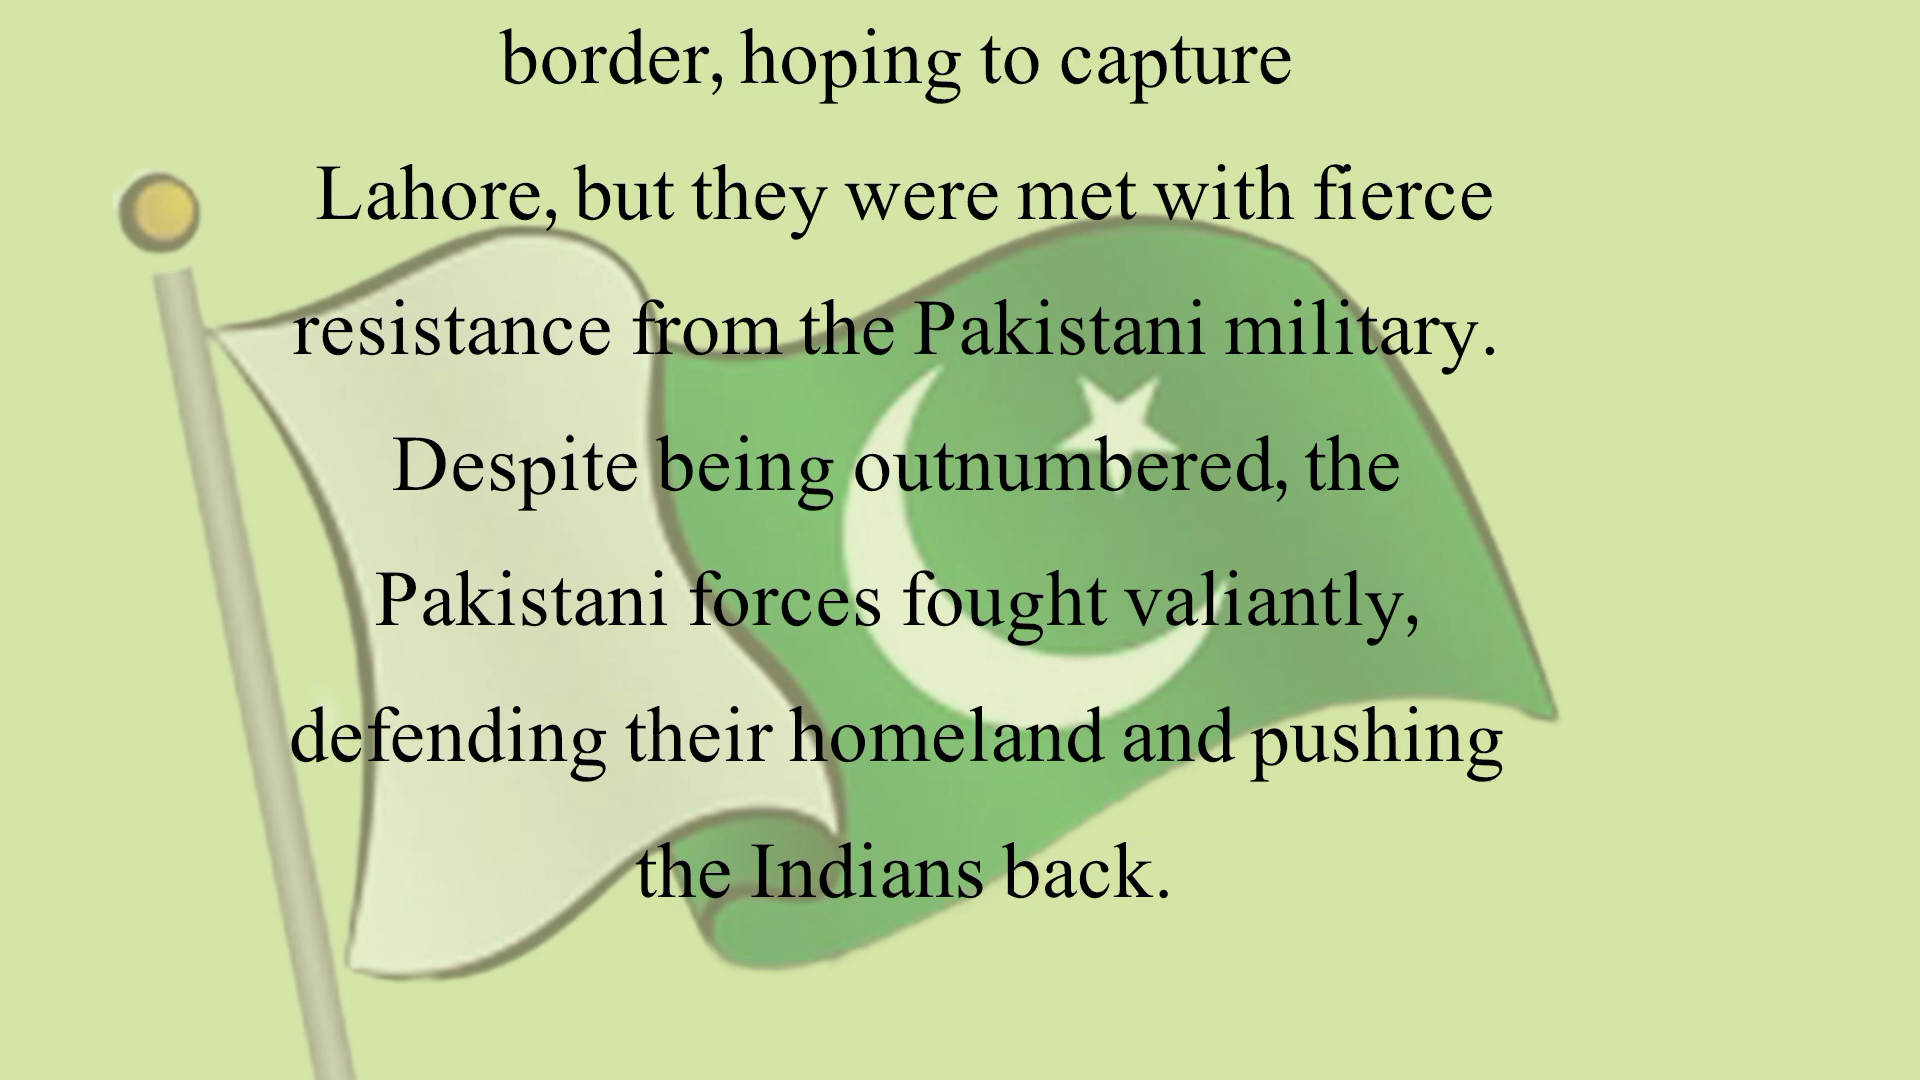 border, hoping to capture
Lahore, but they were met with fierce
resistance from the Pakistani military.
Despite being outnumbered, the
Pakistani forces fought valiantly,
defending their homeland and pushing
the Indians back.